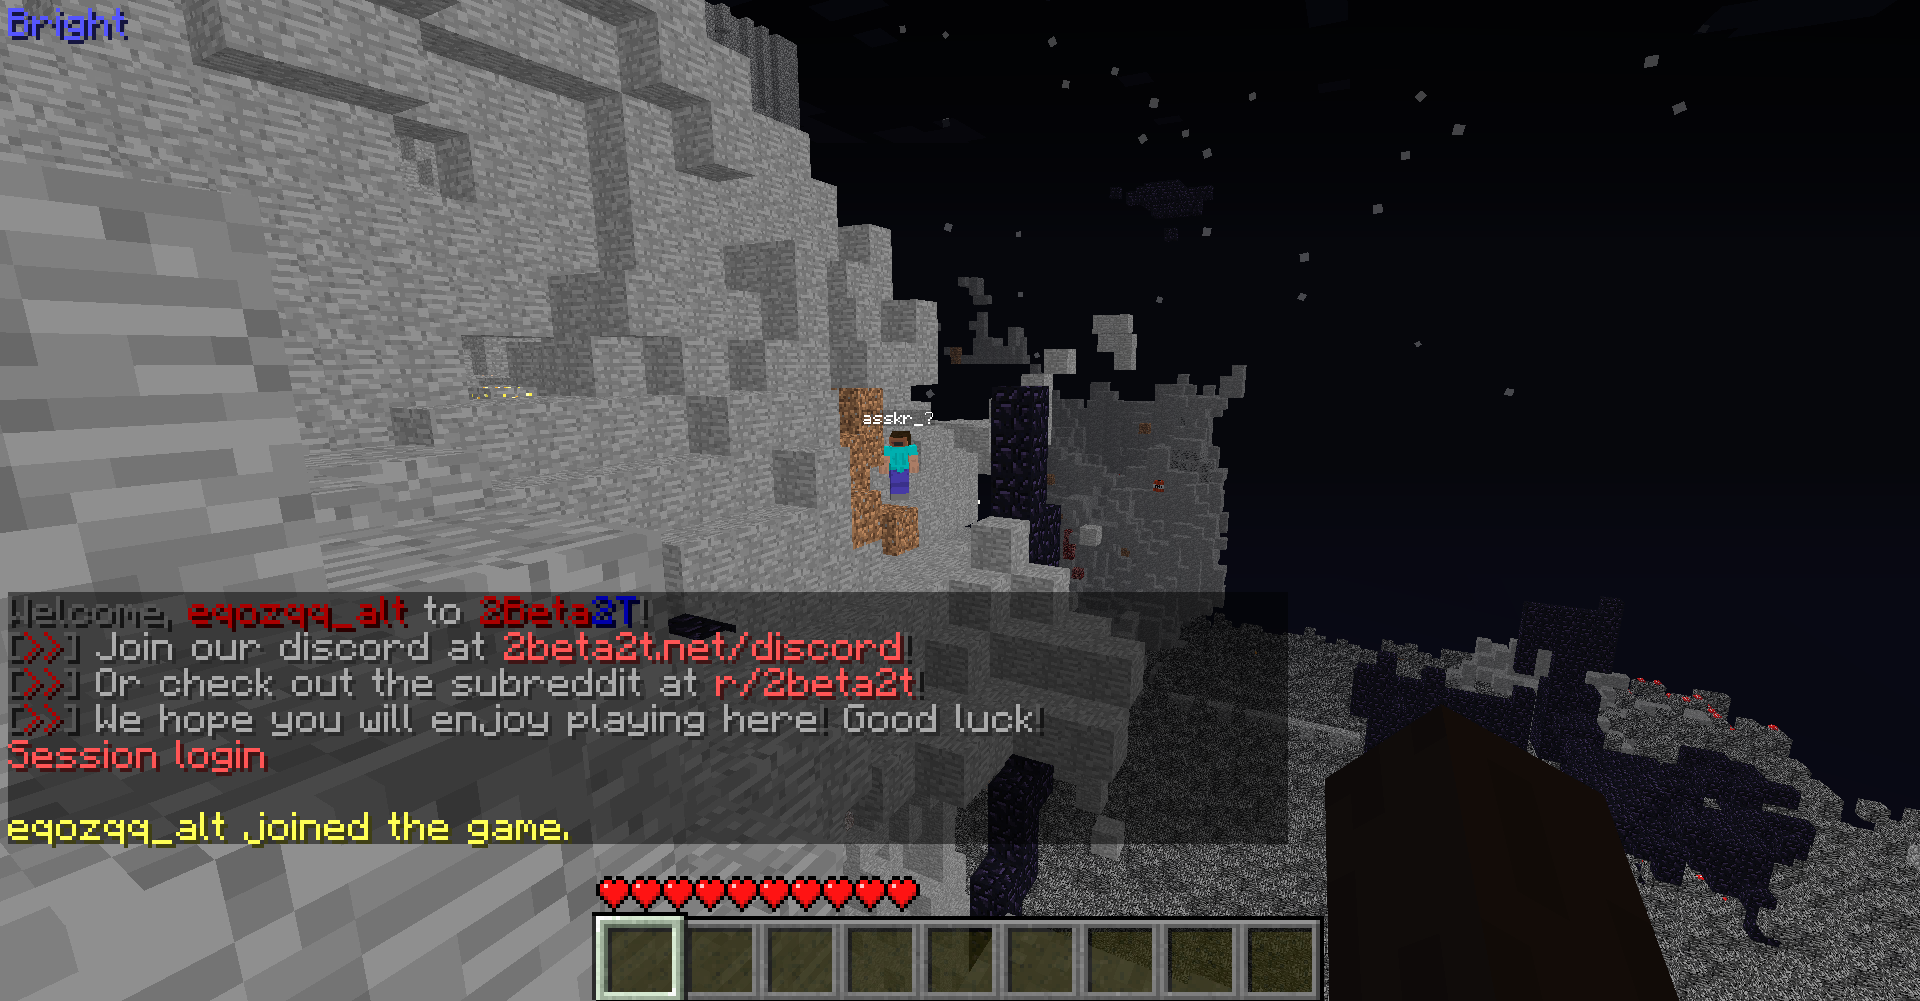 Bright
asskr_?
Welcome, eqozqq_alt to 2Beta2T!
[>>] Join our discord at 2beta2t.net/discord!
[>>] Or check out the subreddit at r/2beta2t!
[>>] We hope you will enjoy playing here! Good luck!
Session login
eqozqq_alt joined the game.